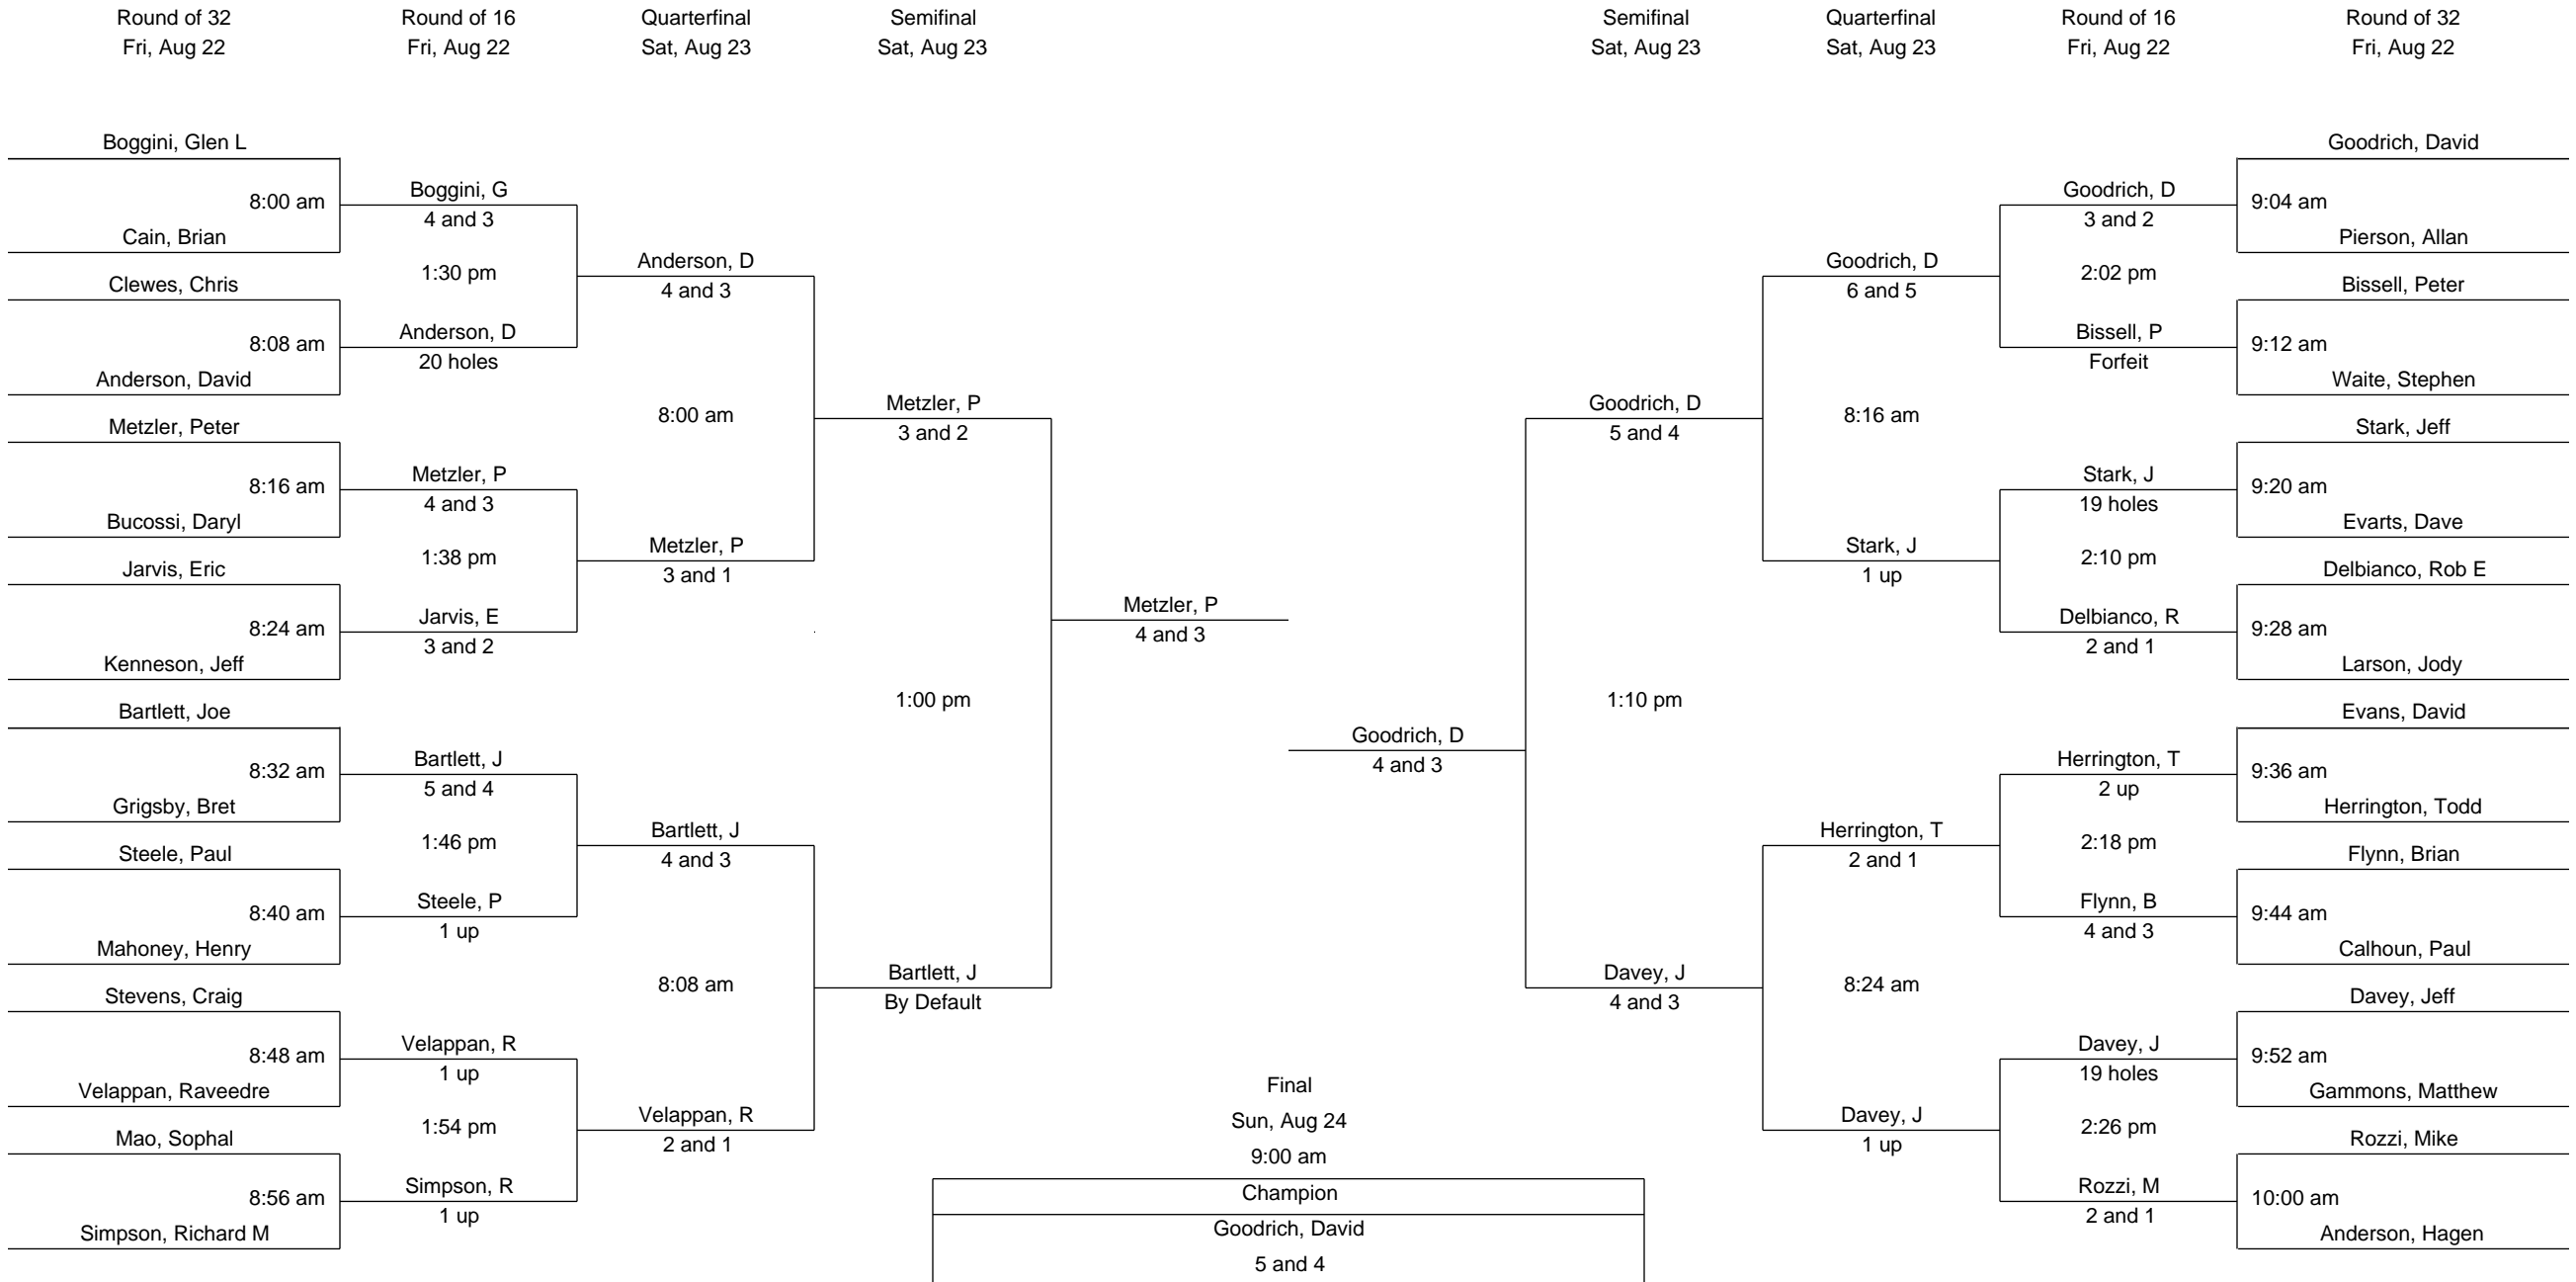 Round of 32
Fri, Aug 22
Round of 16
Fri, Aug 22
Quarterfinal
Sat, Aug 23
Semifinal
Sat, Aug 23
Semifinal
Sat, Aug 23
Quarterfinal
Sat, Aug 23
Round of 16
Fri, Aug 22
Round of 32
Fri, Aug 22
Boggini, Glen L
8:00 am
Cain, Brian
Clewes, Chris
8:08 am
Anderson, David
Metzler, Peter
8:16 am
Bucossi, Daryl
Jarvis, Eric
8:24 am
Kenneson, Jeff
Bartlett, Joe
8:32 am
Grigsby, Bret
Steele, Paul
8:40 am
Mahoney, Henry
Stevens, Craig
8:48 am
Velappan, Raveedre
Mao, Sophal
8:56 am
Simpson, Richard M
Boggini, G
4 and 3
1:30 pm
Anderson, D
20 holes
Metzler, P
4 and 3
1:38 pm
Jarvis, E
3 and 2
Bartlett, J
5 and 4
1:46 pm
Steele, P
1 up
Velappan, R
1 up
1:54 pm
Simpson, R
1 up
Anderson, D
4 and 3
8:00 am
Metzler, P
3 and 1
Bartlett, J
4 and 3
8:08 am
Velappan, R
2 and 1
Metzler, P
3 and 2
1:00 pm
Bartlett, J
By Default
Metzler, P
4 and 3
Goodrich, D
4 and 3
Goodrich, D
5 and 4
1:10 pm
Davey, J
4 and 3
Goodrich, D
6 and 5
8:16 am
Stark, J
1 up
Herrington, T
2 and 1
8:24 am
Davey, J
1 up
Goodrich, D
3 and 2
2:02 pm
Bissell, P
Forfeit
Stark, J
19 holes
2:10 pm
Delbianco, R
2 and 1
Herrington, T
2 up
2:18 pm
Flynn, B
4 and 3
Davey, J
19 holes
2:26 pm
Rozzi, M
2 and 1
Goodrich, David
9:04 am
Pierson, Allan
Bissell, Peter
9:12 am
Waite, Stephen
Stark, Jeff
9:20 am
Evarts, Dave
Delbianco, Rob E
9:28 am
Larson, Jody
Evans, David
9:36 am
Herrington, Todd
Flynn, Brian
9:44 am
Calhoun, Paul
Davey, Jeff
9:52 am
Gammons, Matthew
Rozzi, Mike
10:00 am
Anderson, Hagen
Final
Sun, Aug 24
9:00 am
Champion
Goodrich, David
5 and 4